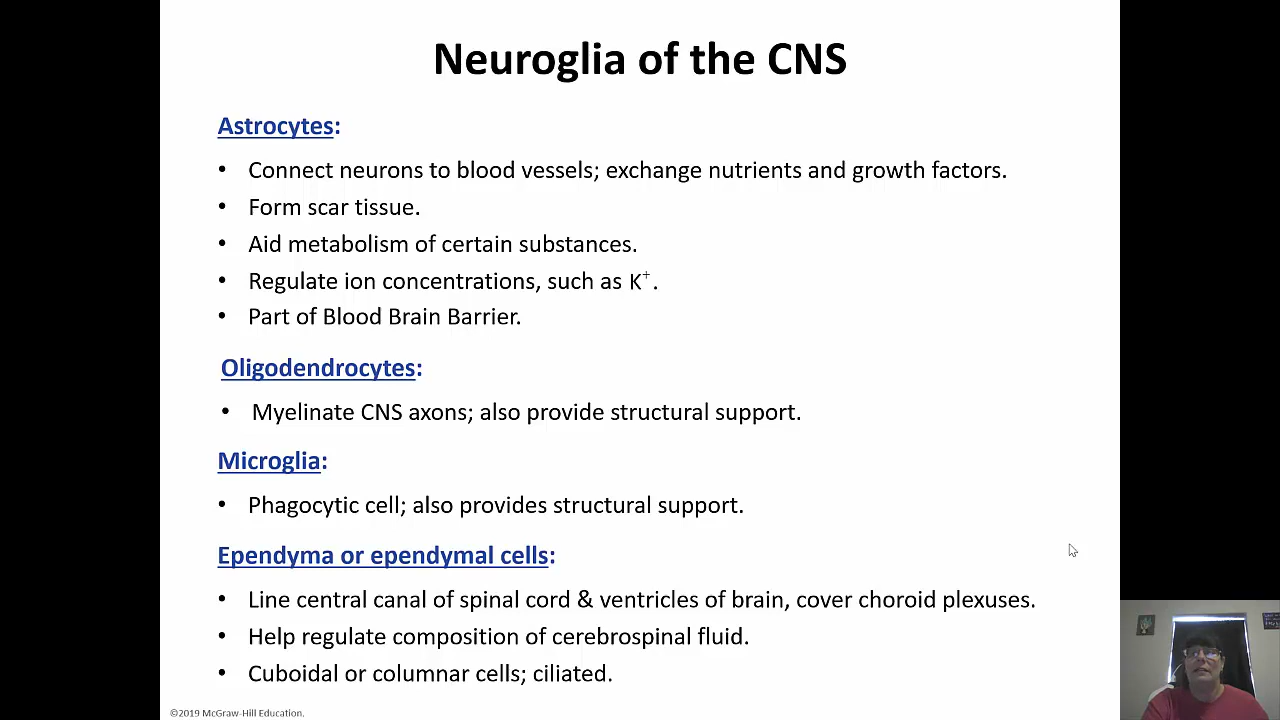 Neuroglia of the CNS
Astrocytes:
• Connect neurons to blood vessels; exchange nutrients and growth factors.
• Form scar tissue.
• Aid metabolism of certain substances.
• Regulate ion concentrations, such as K⁺.
• Part of Blood Brain Barrier.
Oligodendrocytes:
• Myelinate CNS axons; also provide structural support.
Microglia:
• Phagocytic cell; also provides structural support.
Ependyma or ependymal cells:
• Line central canal of spinal cord & ventricles of brain, cover choroid plexuses.
• Help regulate composition of cerebrospinal fluid.
• Cuboidal or columnar cells; ciliated.
©2019 McGraw-Hill Education.